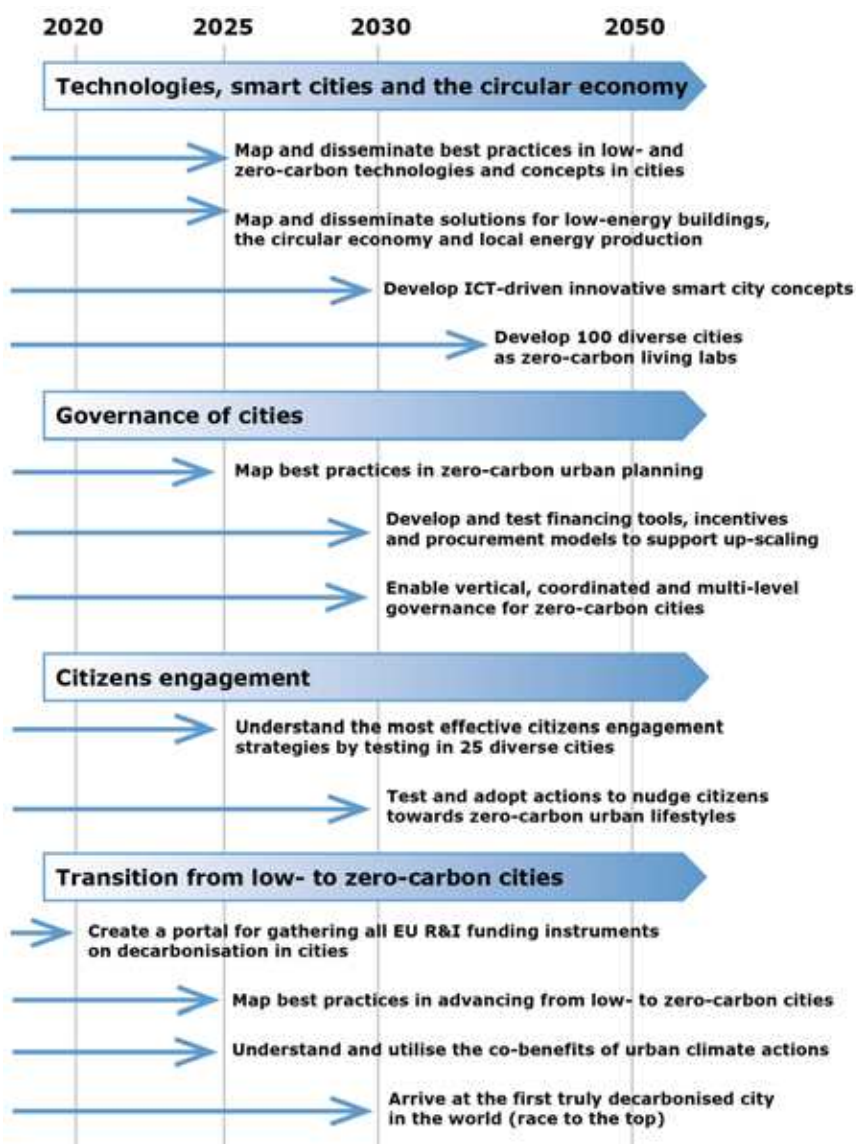 2020 2025 2030 2050
Technologies, smart cities and the circular economy
Map and disseminate best practices in low- and
zero-carbon technologies and concepts in cities
Map and disseminate solutions for low-energy buildings,
the circular economy and local energy production
Develop ICT-driven innovative smart city concepts
Develop 100 diverse cities
as zero-carbon living labs
Governance of cities
Map best practices in zero-carbon urban planning
Develop and test financing tools, incentives
and procurement models to support up-scaling
Enable vertical, coordinated and multi-level
governance for zero-carbon cities
Citizens engagement
Understand the most effective citizens engagement
strategies by testing in 25 diverse cities
Test and adopt actions to nudge citizens
towards zero-carbon urban lifestyles
Transition from low- to zero-carbon cities
Create a portal for gathering all EU R&I funding instruments
on decarbonisation in cities
Map best practices in advancing from low- to zero-carbon cities
Understand and utilise the co-benefits of urban climate actions
Arrive at the first truly decarbonised city
in the world (race to the top)